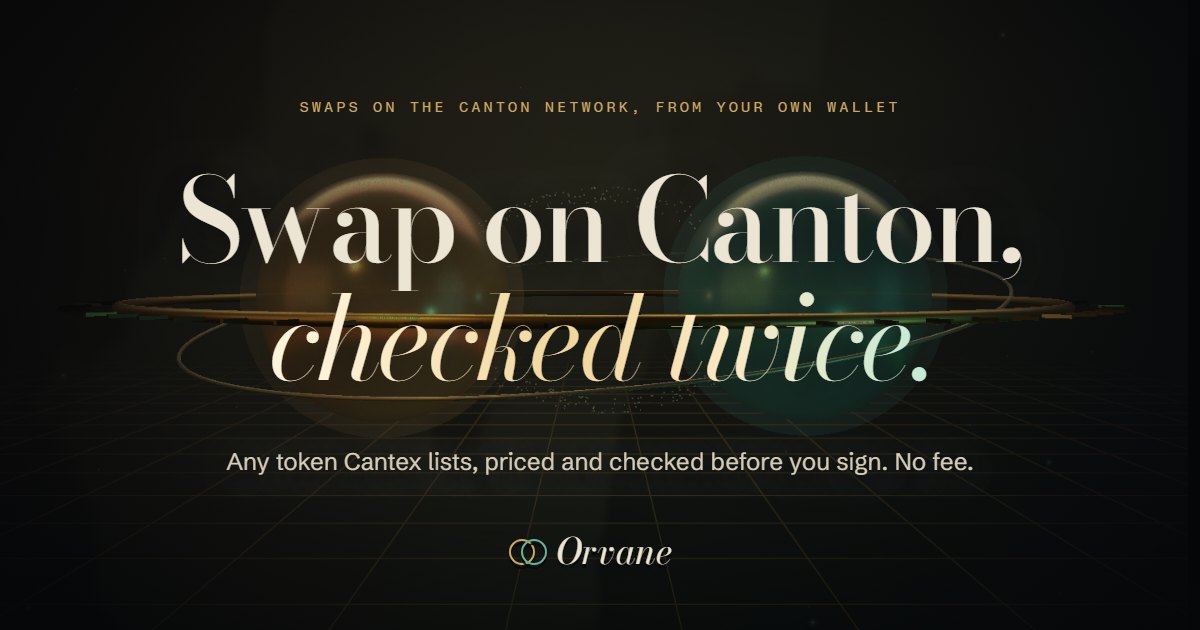 SWAPS ON THE CANTON NETWORK, FROM YOUR OWN WALLET
Swap on Canton,
checked twice.
Any token Cantex lists, priced and checked before you sign. No fee.
Orvane